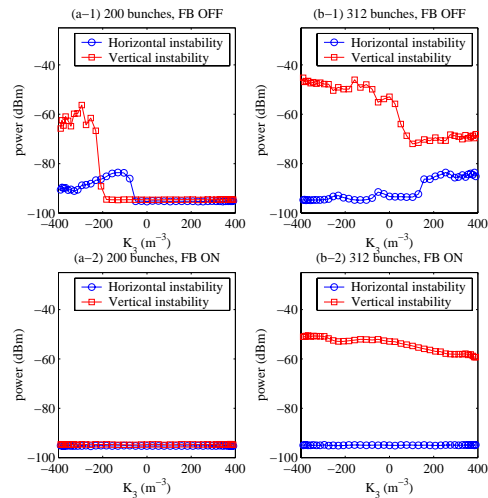 (a-1) 200 bunches, FB OFF
Horizontal instability
Vertical instability
power (dBm)
-40
-60
-80
-100
-400 -200 0 200 400
K3 (m-3)
(b-1) 312 bunches, FB OFF
Horizontal instability
Vertical instability
power (dBm)
-40
-60
-80
-100
-400 -200 0 200 400
K3 (m-3)
(a-2) 200 bunches, FB ON
Horizontal instability
Vertical instability
power (dBm)
-40
-60
-80
-100
-400 -200 0 200 400
K3 (m-3)
(b-2) 312 bunches, FB ON
Horizontal instability
Vertical instability
power (dBm)
-40
-60
-80
-100
-400 -200 0 200 400
K3 (m-3)